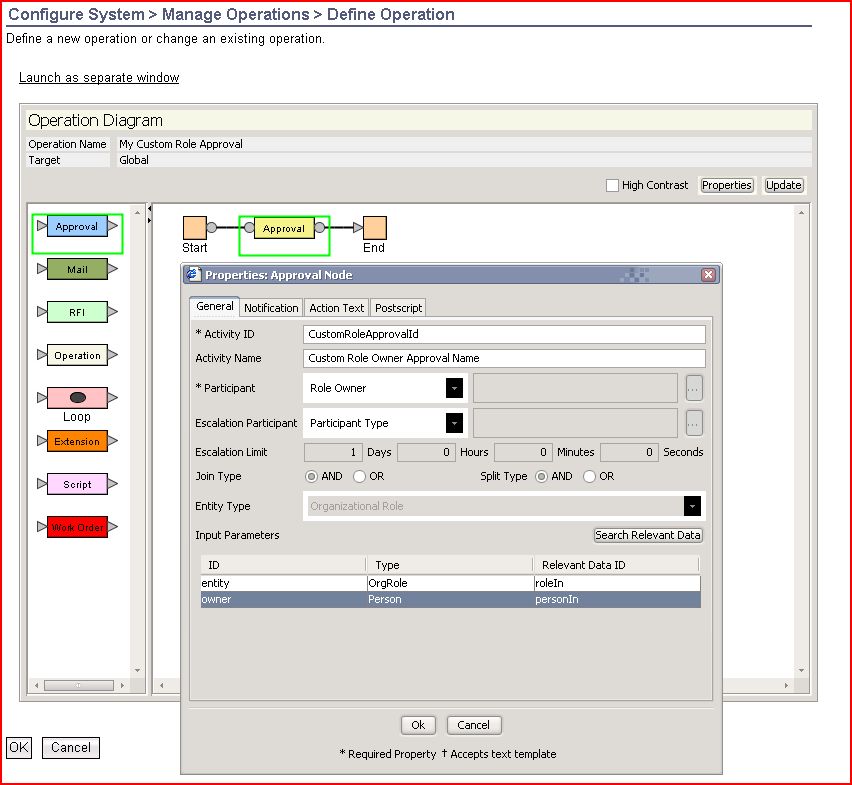 Configure System > Manage Operations > Define Operation
Define a new operation or change an existing operation.
Launch as separate window
Operation Diagram
Operation Name My Custom Role Approval
Target Global
High Contrast Properties Update
Approval
Mail
RFI
Operation
Loop
Extension
Script
Work Order
Approval
Start End
Properties: Approval Node
General Notification Action Text Postscript
* Activity ID CustomRoleApprovalId
Activity Name Custom Role Owner Approval Name
* Participant Role Owner ...
Escalation Participant Participant Type ...
Escalation Limit 1 Days 0 Hours 0 Minutes 0 Seconds
Join Type AND OR Split Type AND OR
Entity Type Organizational Role
Input Parameters Search Relevant Data
ID Type Relevant Data ID
entity OrgRole roleIn
owner Person personIn
Ok Cancel
* Required Property † Accepts text template
OK Cancel